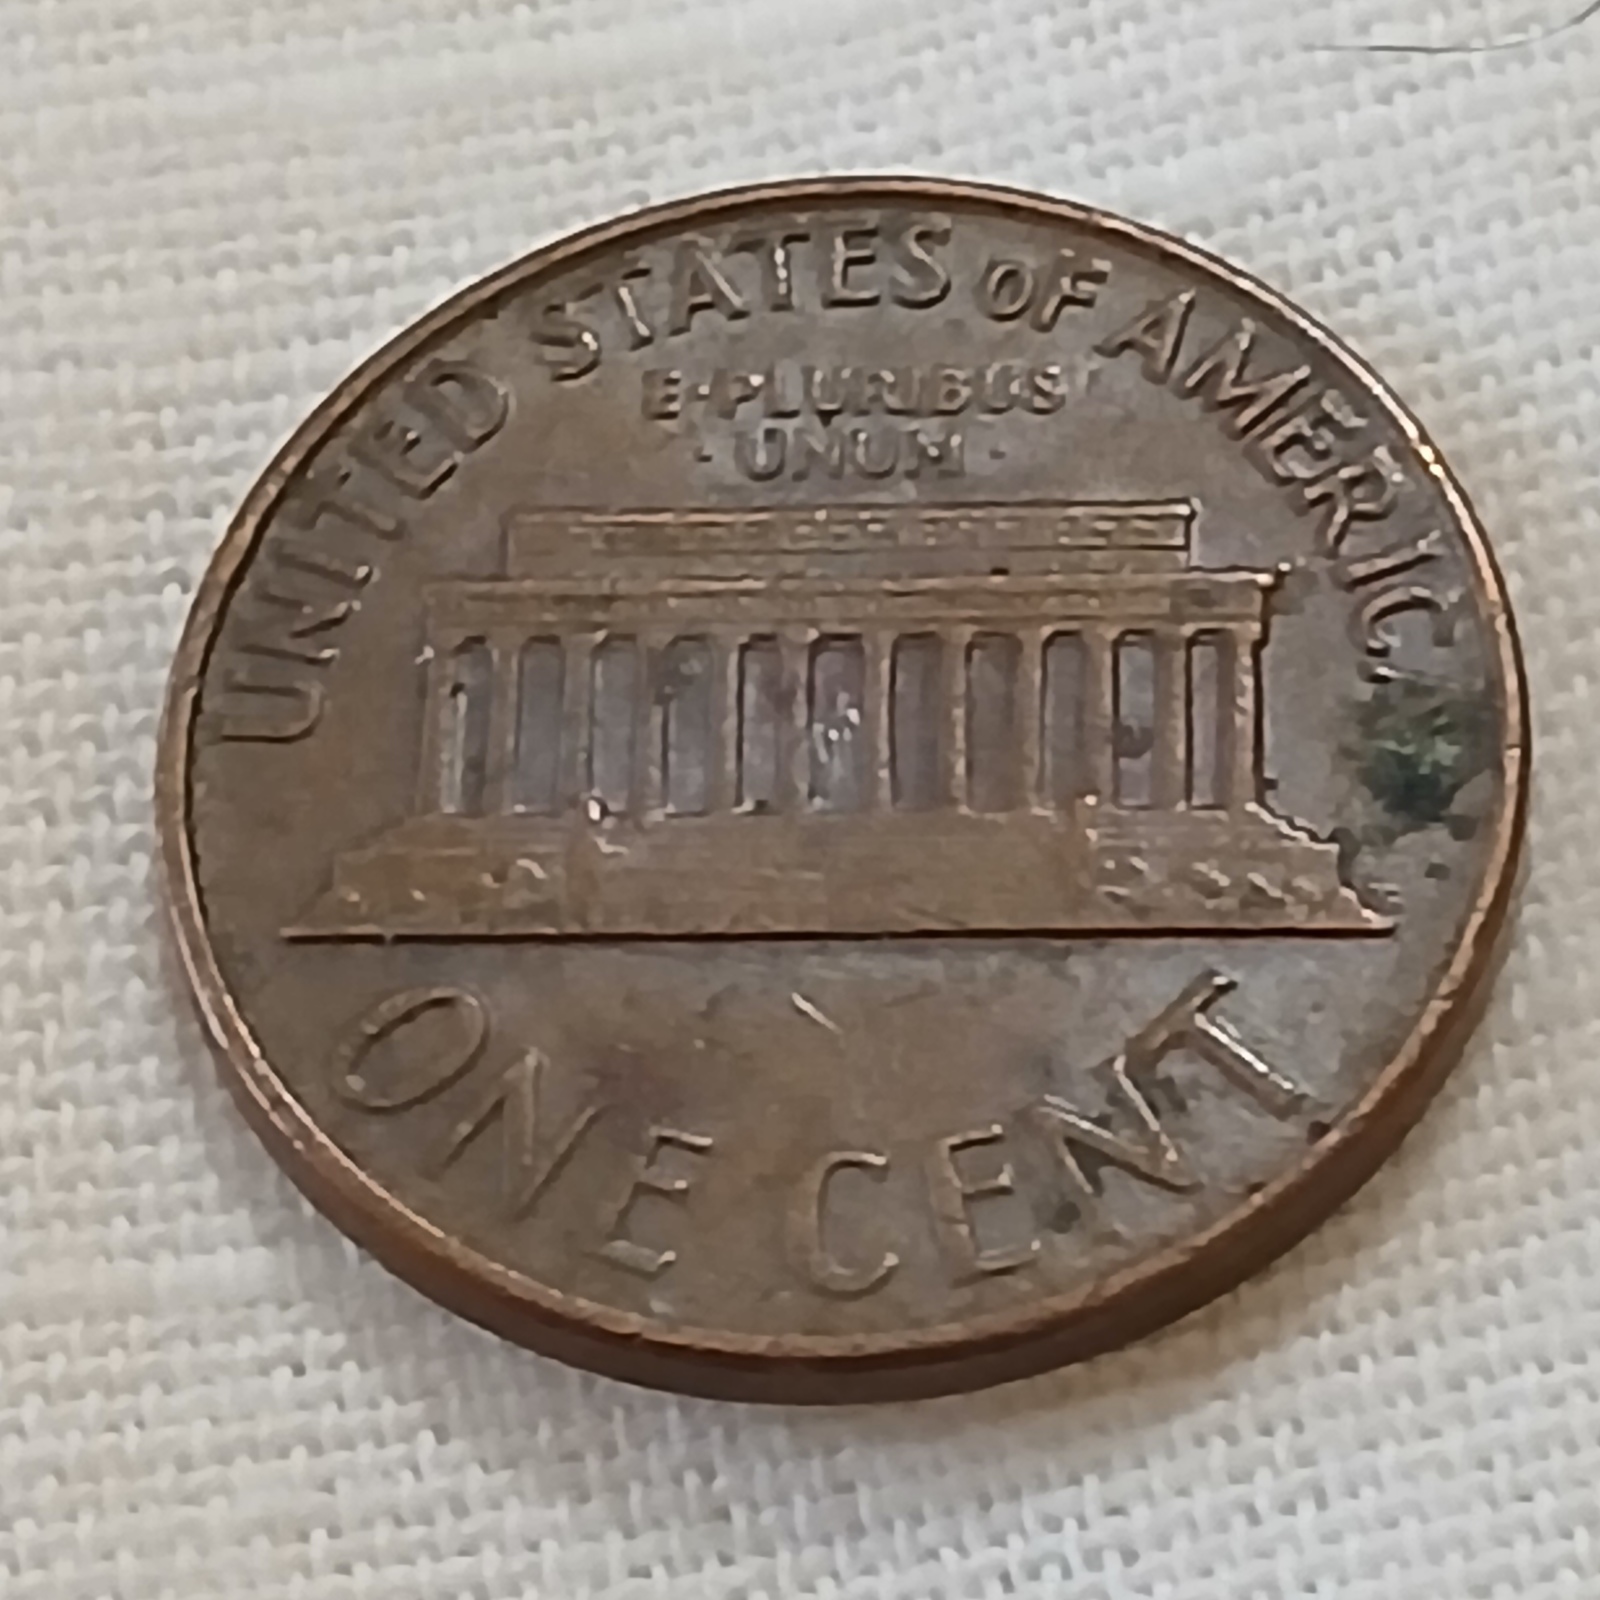 UNITED STATES OF AMERICA
E·PLURIBUS
·UNUM·
ONE CENT